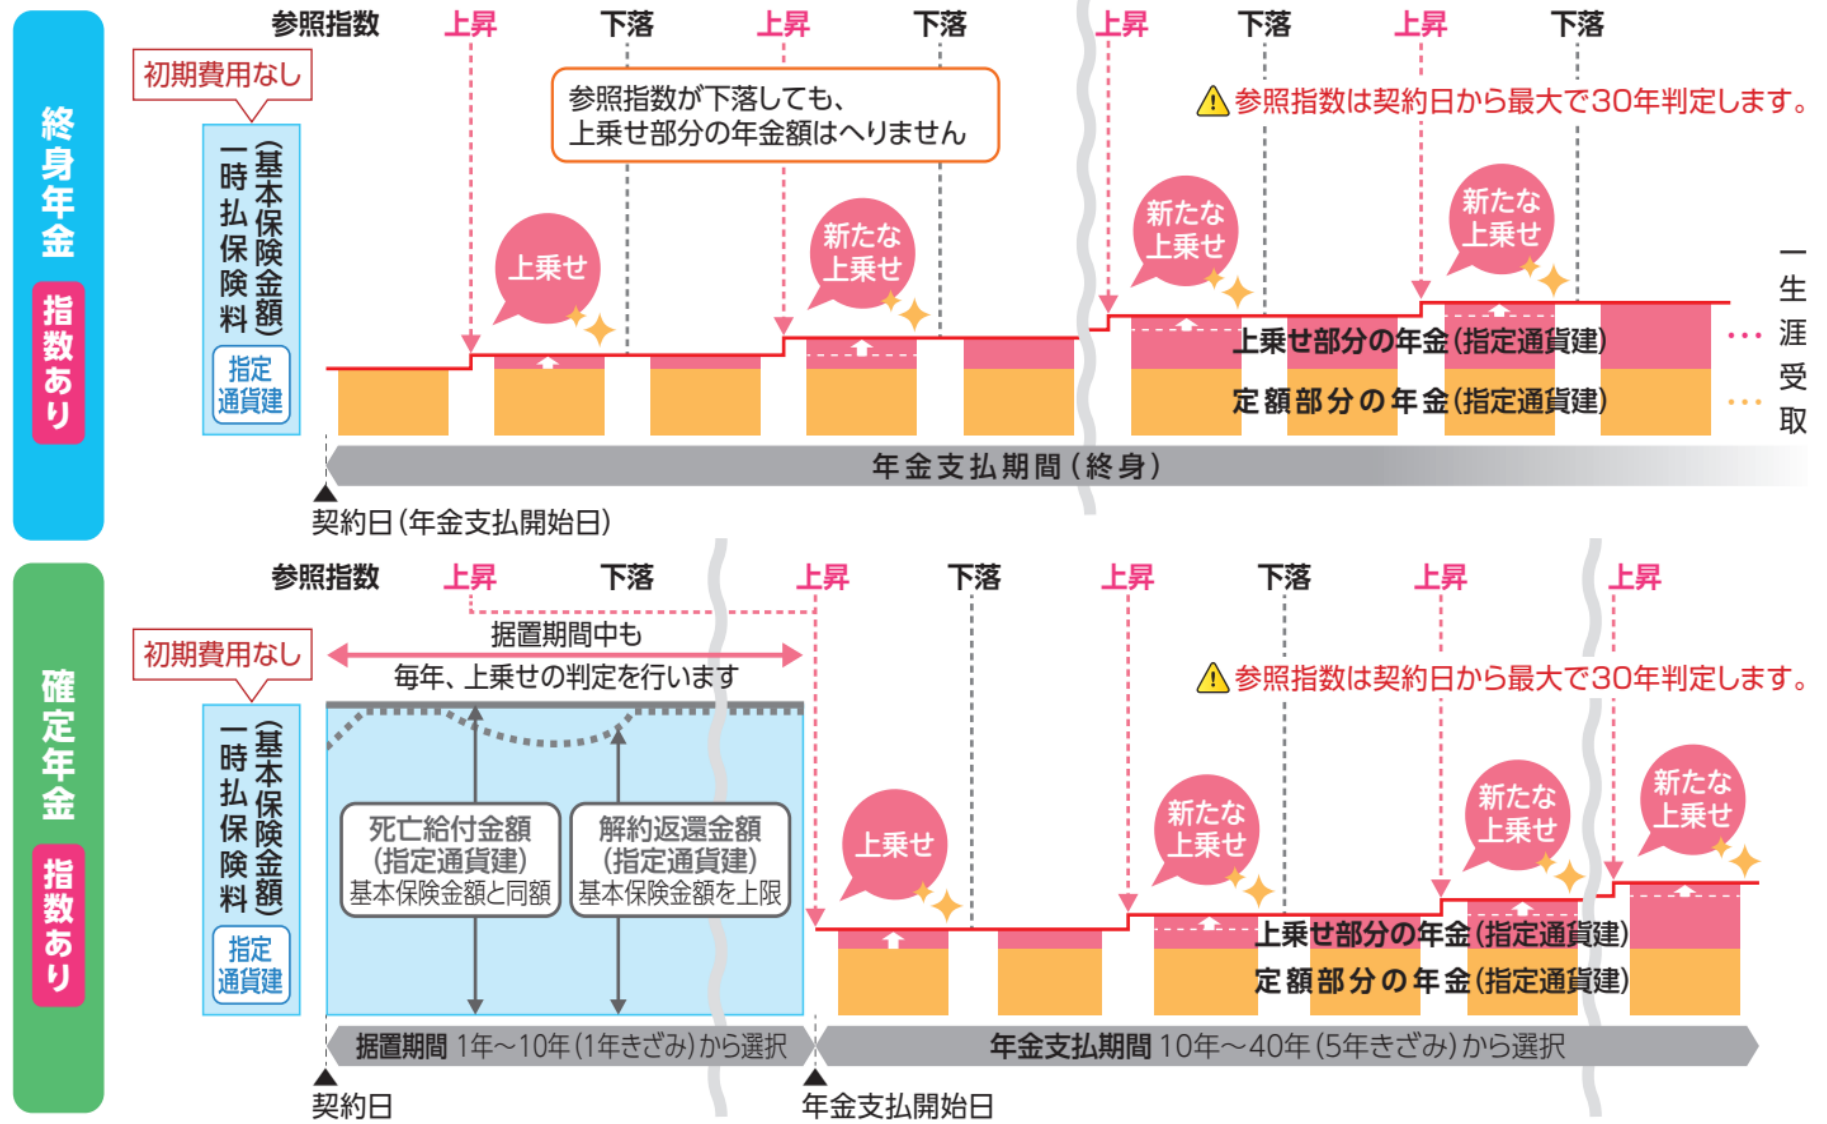 終身年金
指数あり
参照指数
上昇
下落
上昇
下落
上昇
下落
上昇
下落
初期費用なし
参照指数が下落しても、
上乗せ部分の年金額はへりません
参照指数は契約日から最大で30年判定します。
一時払保険料
(基本保険金額)
指定
通貨建
上乗せ
新たな
上乗せ
新たな
上乗せ
新たな
上乗せ
上乗せ部分の年金(指定通貨建)
定額部分の年金(指定通貨建)
一生涯受取
年金支払期間(終身)
契約日(年金支払開始日)
確定年金
指数あり
参照指数
上昇
下落
上昇
下落
上昇
下落
上昇
上昇
初期費用なし
据置期間中も
毎年、上乗せの判定を行います
参照指数は契約日から最大で30年判定します。
一時払保険料
(基本保険金額)
指定
通貨建
死亡給付金額
(指定通貨建)
基本保険金額と同額
解約返還金額
(指定通貨建)
基本保険金額を上限
上乗せ
新たな
上乗せ
新たな
上乗せ
新たな
上乗せ
上乗せ部分の年金(指定通貨建)
定額部分の年金(指定通貨建)
据置期間 1年～10年(1年きざみ)から選択
年金支払期間 10年～40年(5年きざみ)から選択
契約日
年金支払開始日